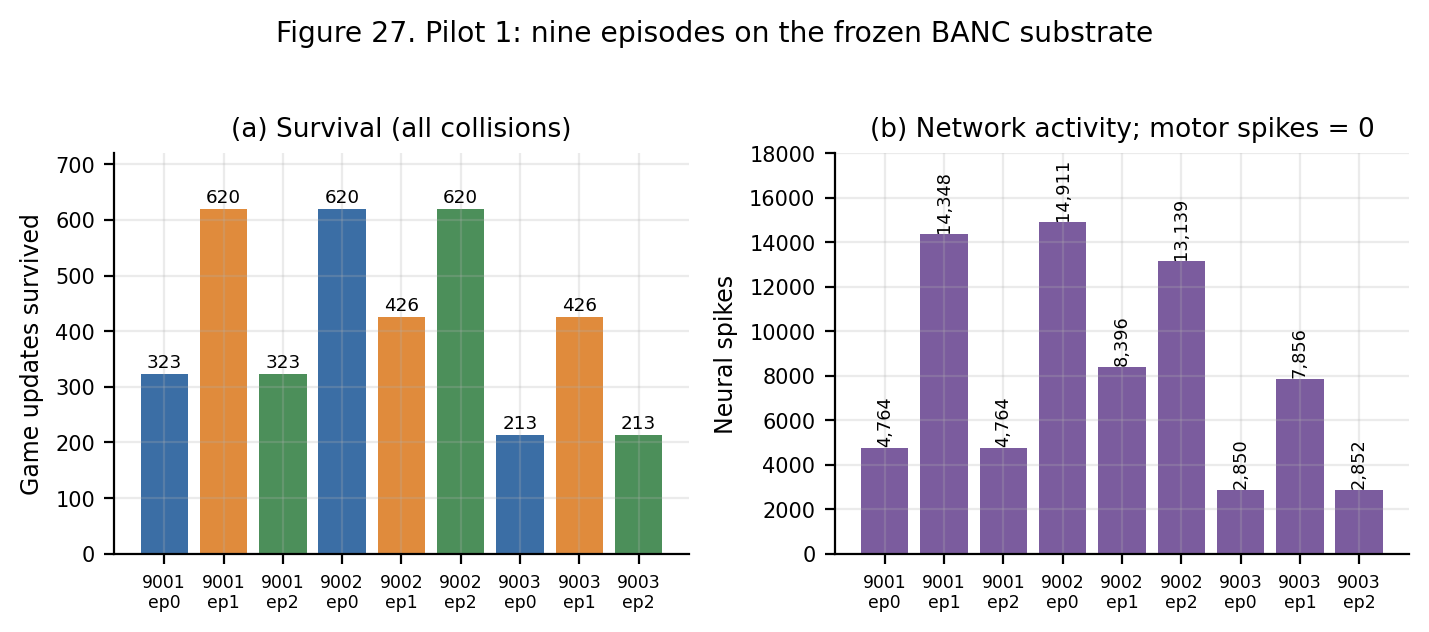 Figure 27. Pilot 1: nine episodes on the frozen BANC substrate
(a) Survival (all collisions)
Game updates survived
700
600
500
400
300
200
100
0
323
620
323
620
426
620
213
426
213
9001 ep0
9001 ep1
9001 ep2
9002 ep0
9002 ep1
9002 ep2
9003 ep0
9003 ep1
9003 ep2
(b) Network activity; motor spikes = 0
Neural spikes
18000
16000
14000
12000
10000
8000
6000
4000
2000
0
4,764
14,348
4,764
14,911
8,396
13,139
2,850
7,856
2,852
9001 ep0
9001 ep1
9001 ep2
9002 ep0
9002 ep1
9002 ep2
9003 ep0
9003 ep1
9003 ep2